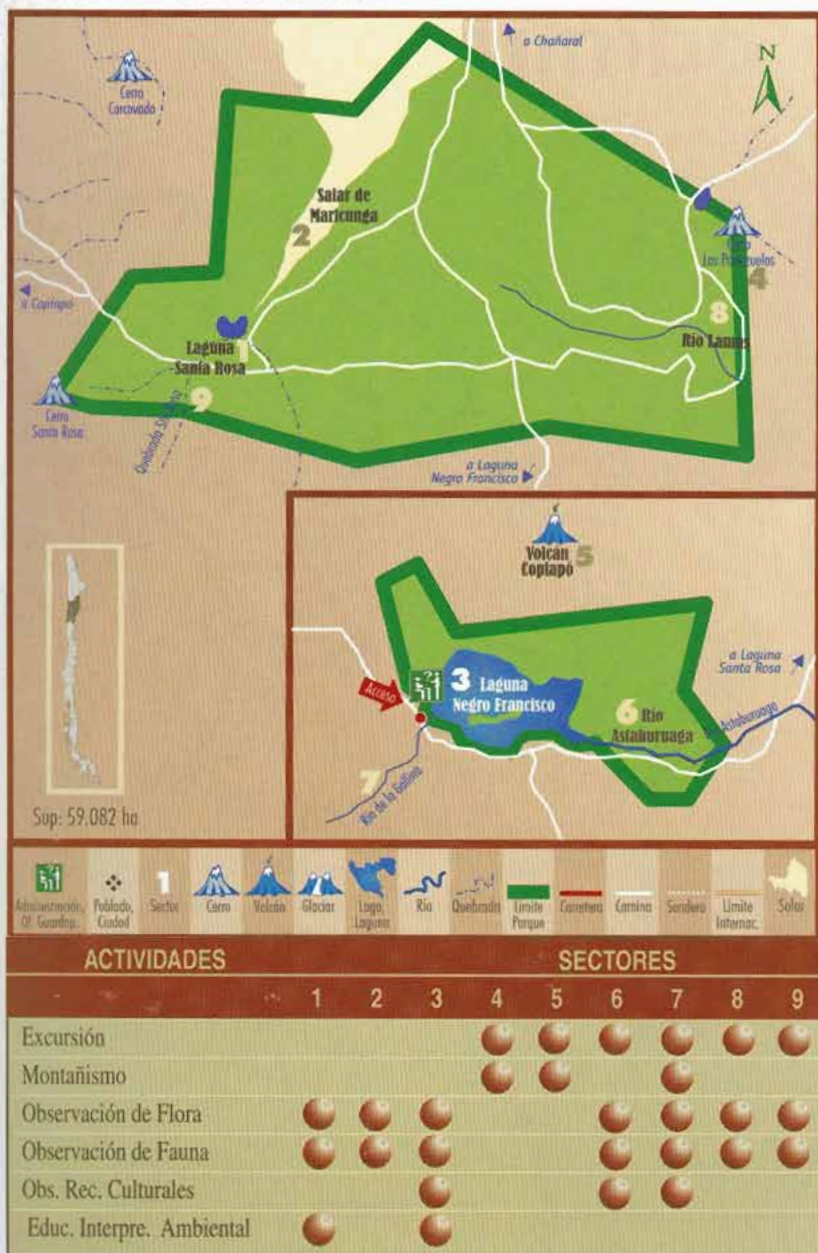 a Chañaral
N
Cerro
Corcovado
Salar de
Maricunga
2
Cerro
4
a Copiapó
8
Río Lamas
Laguna
Santa Rosa
1
9
Cerro
Santa Rosa
Quebrada Sta. Rosa
a Laguna
Negro Francisco
Volcán
Copiapó
5
a Laguna
Santa Rosa
Acceso
3 Laguna
Negro Francisco
6 Río
Astaburuaga
Río Astaburuaga
7
Río de la Gallina
Sup: 59.082 ha
Administración,
Of. Guardap.
Poblado,
Ciudad
1
Sector
Cerro
Volcán
Glaciar
Lago,
Laguna
Río
Quebrada
Límite
Parque
Carretera
Camino
Sendero
Límite
Internac.
Salar
ACTIVIDADES SECTORES
1 2 3 4 5 6 7 8 9
Excursión
Montañismo
Observación de Flora
Observación de Fauna
Obs. Rec. Culturales
Educ. Interpre. Ambiental